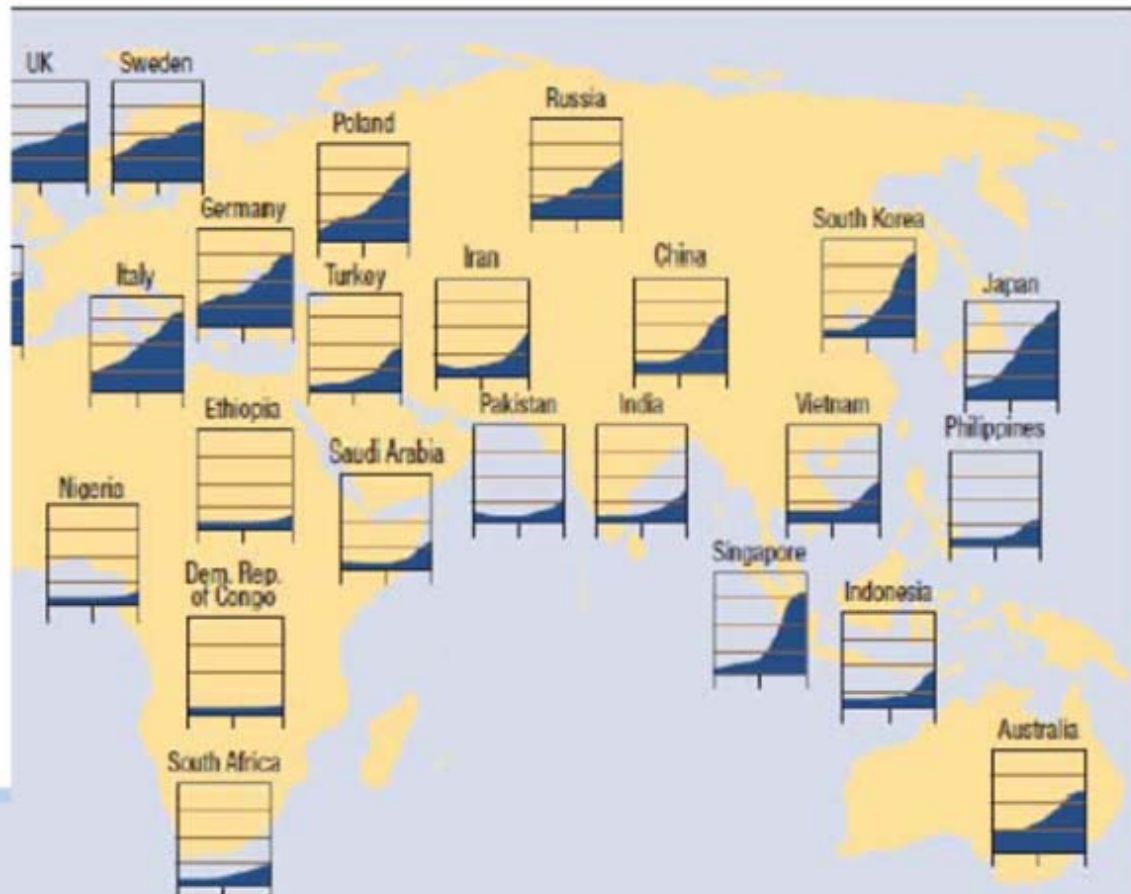 UK
Sweden
Russia
Poland
Germany
South Korea
Italy
Turkey
Iran
China
Japan
Ethiopia
Pakistan
India
Vietnam
Philippines
Saudi Arabia
Nigeria
Singapore
Dem. Rep.
of Congo
Indonesia
Australia
South Africa